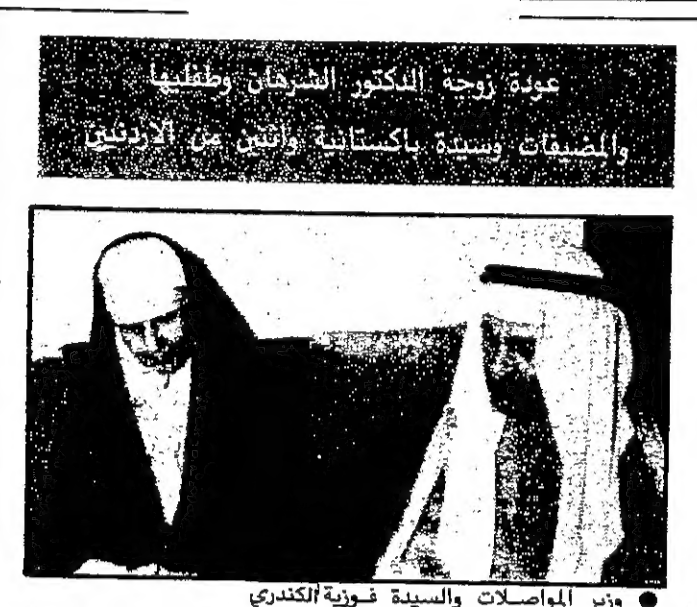 عودة زوجة الدكتور الشرهان وطفليها
والمضيفات وسيدة باكستانية واثنين من الاردنيين
● وزير المواصلات والسيدة فوزية الكندري